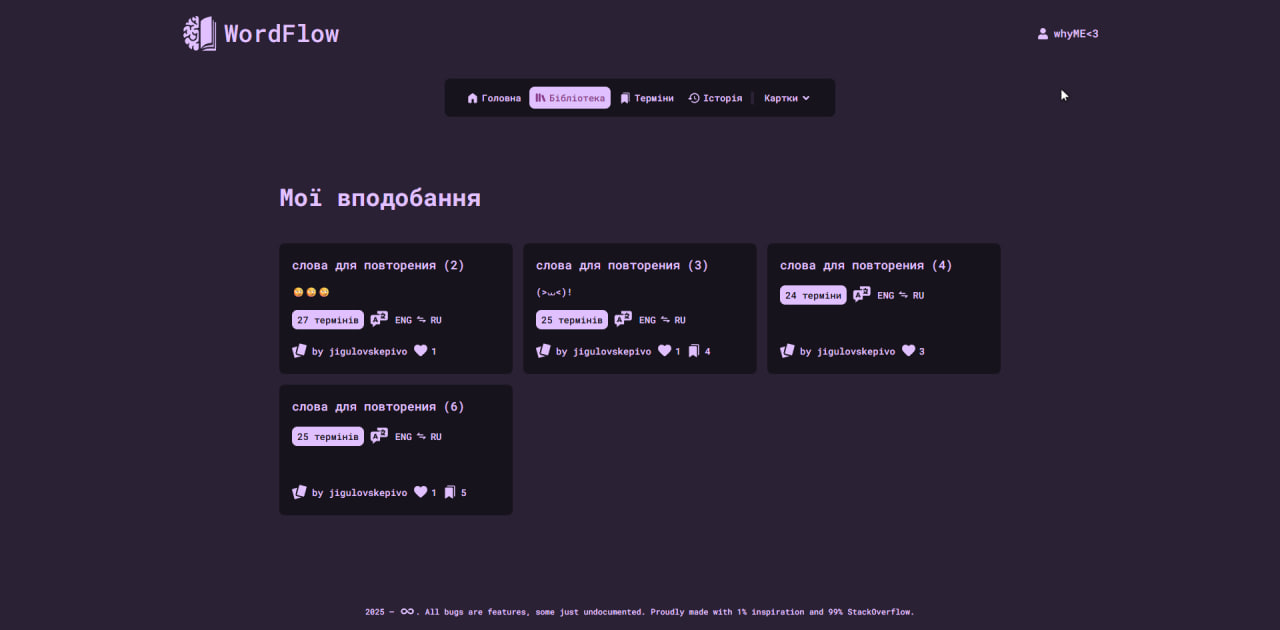 WordFlow
whyME<3
Головна Бібліотека Терміни Історія | Картки
Мої вподобання
слова для повторения (2)
27 термінів ENG ⇆ RU
by jigulovskepivo 1
слова для повторения (3)
(>⩊<)!
25 термінів ENG ⇆ RU
by jigulovskepivo 1 4
слова для повторения (4)
24 терміни ENG ⇆ RU
by jigulovskepivo 3
слова для повторения (6)
25 термінів ENG ⇆ RU
by jigulovskepivo 1 5
2025 — ∞. All bugs are features, some just undocumented. Proudly made with 1% inspiration and 99% StackOverflow.